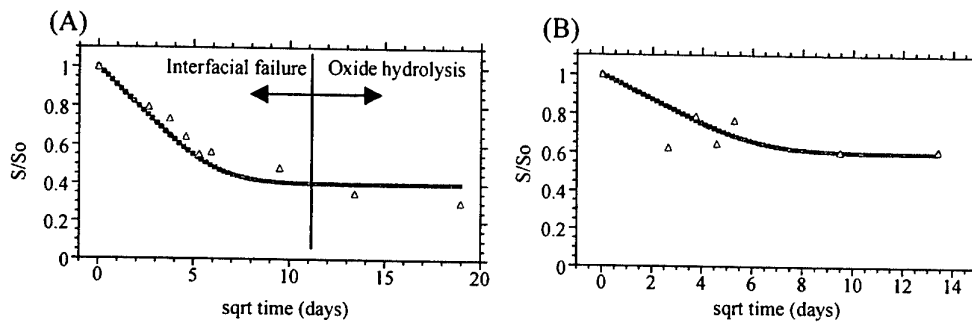 (A)
Interfacial failure
Oxide hydrolysis
1
0.8
0.6
0.4
0.2
0
S/So
0 5 10 15 20
sqrt time (days)
(B)
1
0.8
0.6
0.4
0.2
0
S/So
0 2 4 6 8 10 12 14
sqrt time (days)